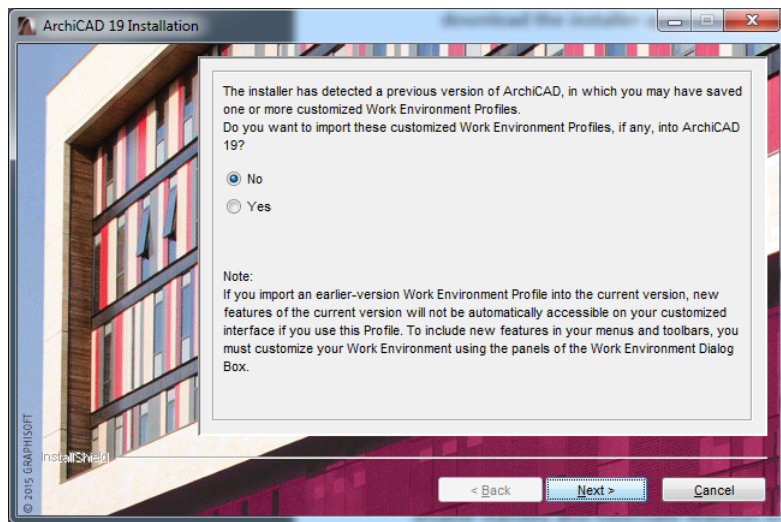 download the installer
ArchiCAD 19 Installation
The installer has detected a previous version of ArchiCAD, in which you may have saved
one or more customized Work Environment Profiles.
Do you want to import these customized Work Environment Profiles, if any, into ArchiCAD
19?
No
Yes
Note:
If you import an earlier-version Work Environment Profile into the current version, new
features of the current version will not be automatically accessible on your customized
interface if you use this Profile. To include new features in your menus and toolbars, you
must customize your Work Environment using the panels of the Work Environment Dialog
Box.
© 2015 GRAPHISOFT
InstallShield
< Back
Next >
Cancel